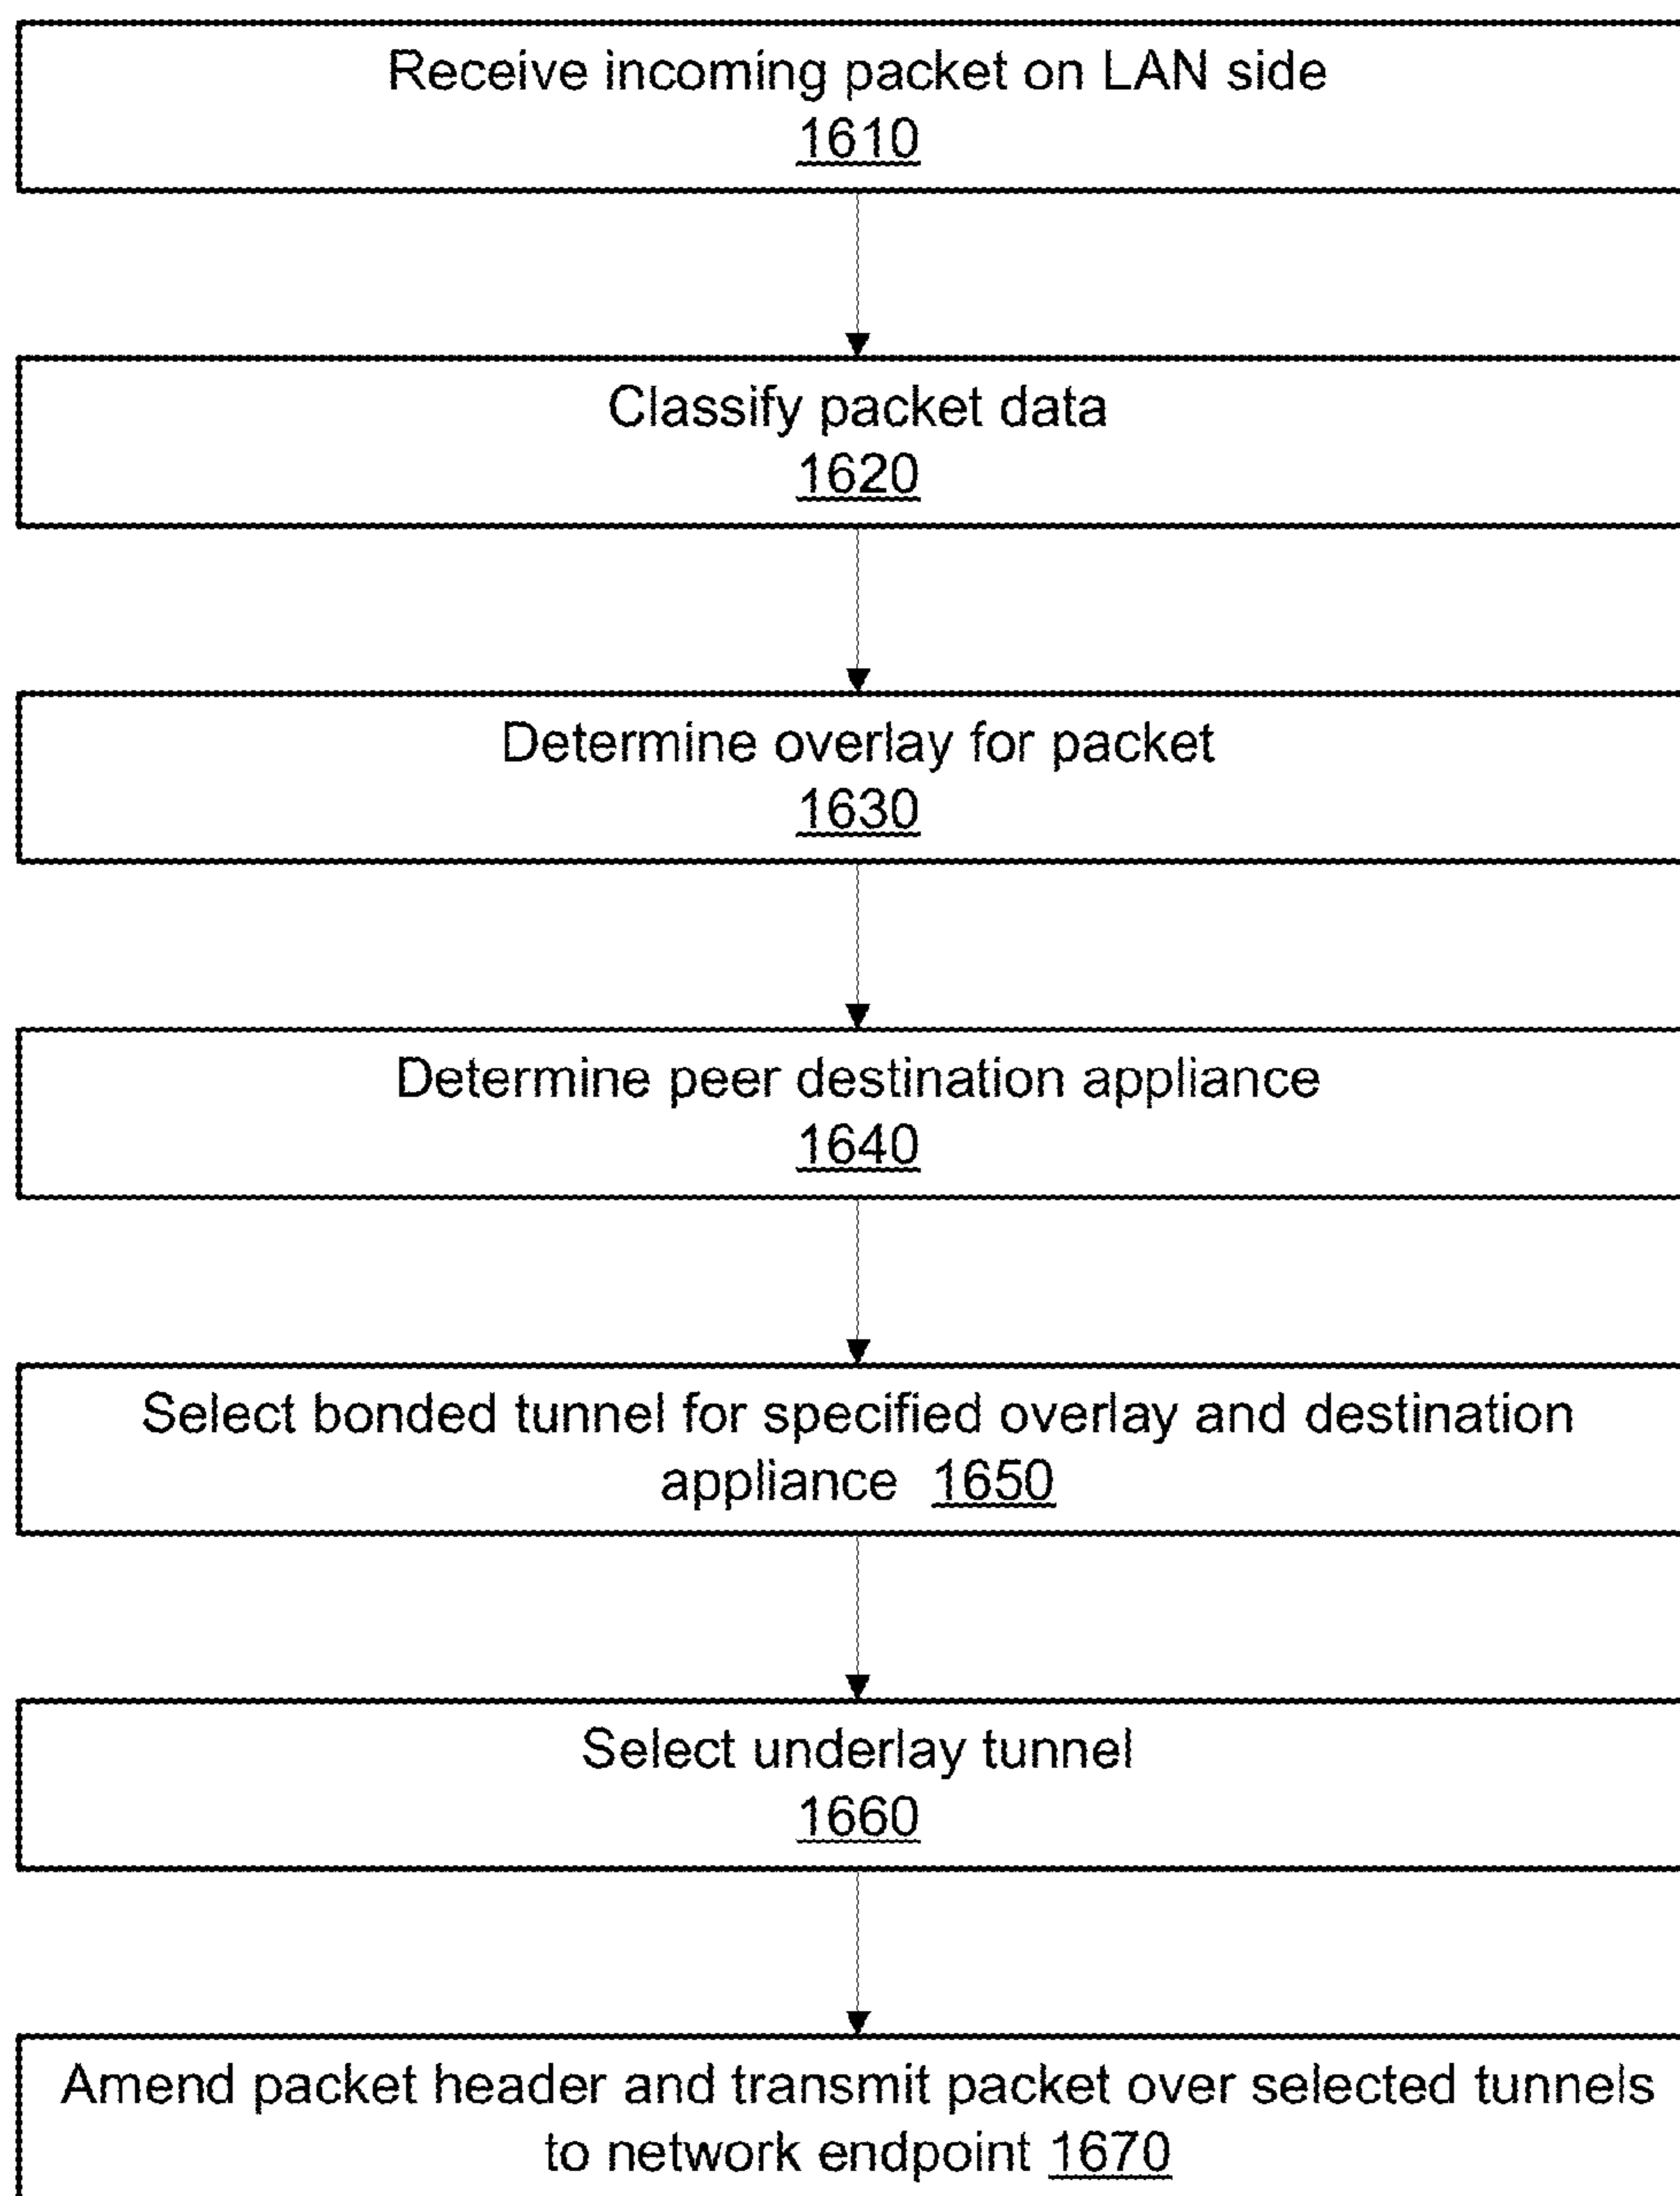 Receive incoming packet on LAN side
1610
Classify packet data
1620
Determine overlay for packet
1630
Determine peer destination appliance
1640
Select bonded tunnel for specified overlay and destination
appliance 1650
Select underlay tunnel
1660
Amend packet header and transmit packet over selected tunnels
to network endpoint 1670